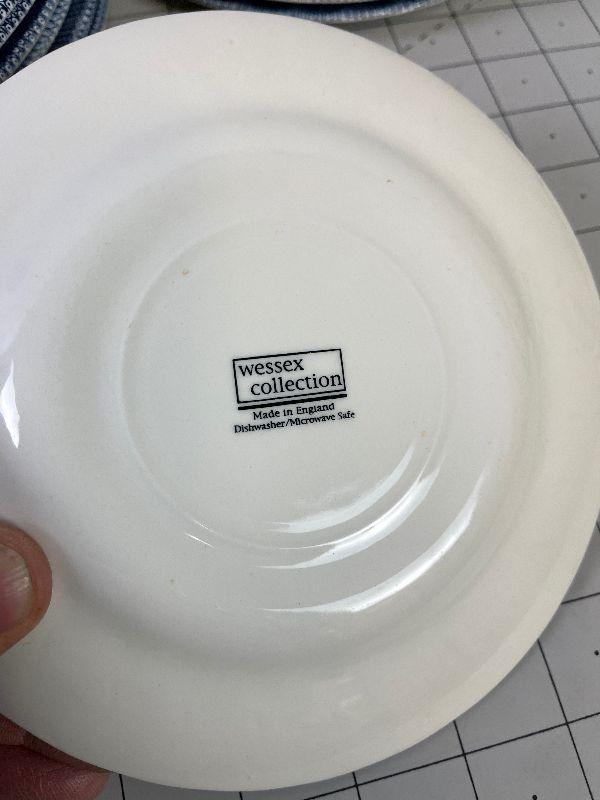 wessex
collection
Made in England
Dishwasher/Microwave Safe